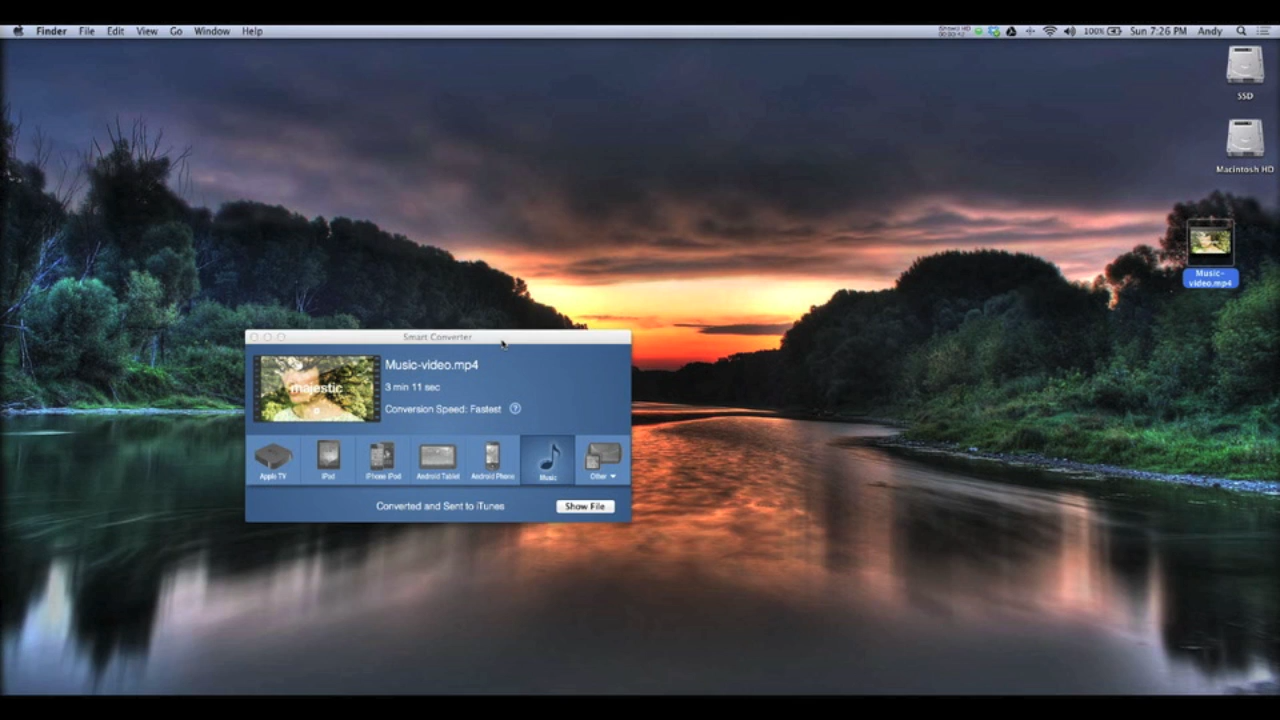 Finder File Edit View Go Window Help
100% Sun 7:26 PM Andy
SSD
Macintosh HD
Music-
video.mp4
Smart Converter
majestic
Music-video.mp4
3 min 11 sec
Conversion Speed: Fastest ?
Apple TV iPad iPhone iPod Android Tablet Android Phone Music Other
Converted and Sent to iTunes Show File